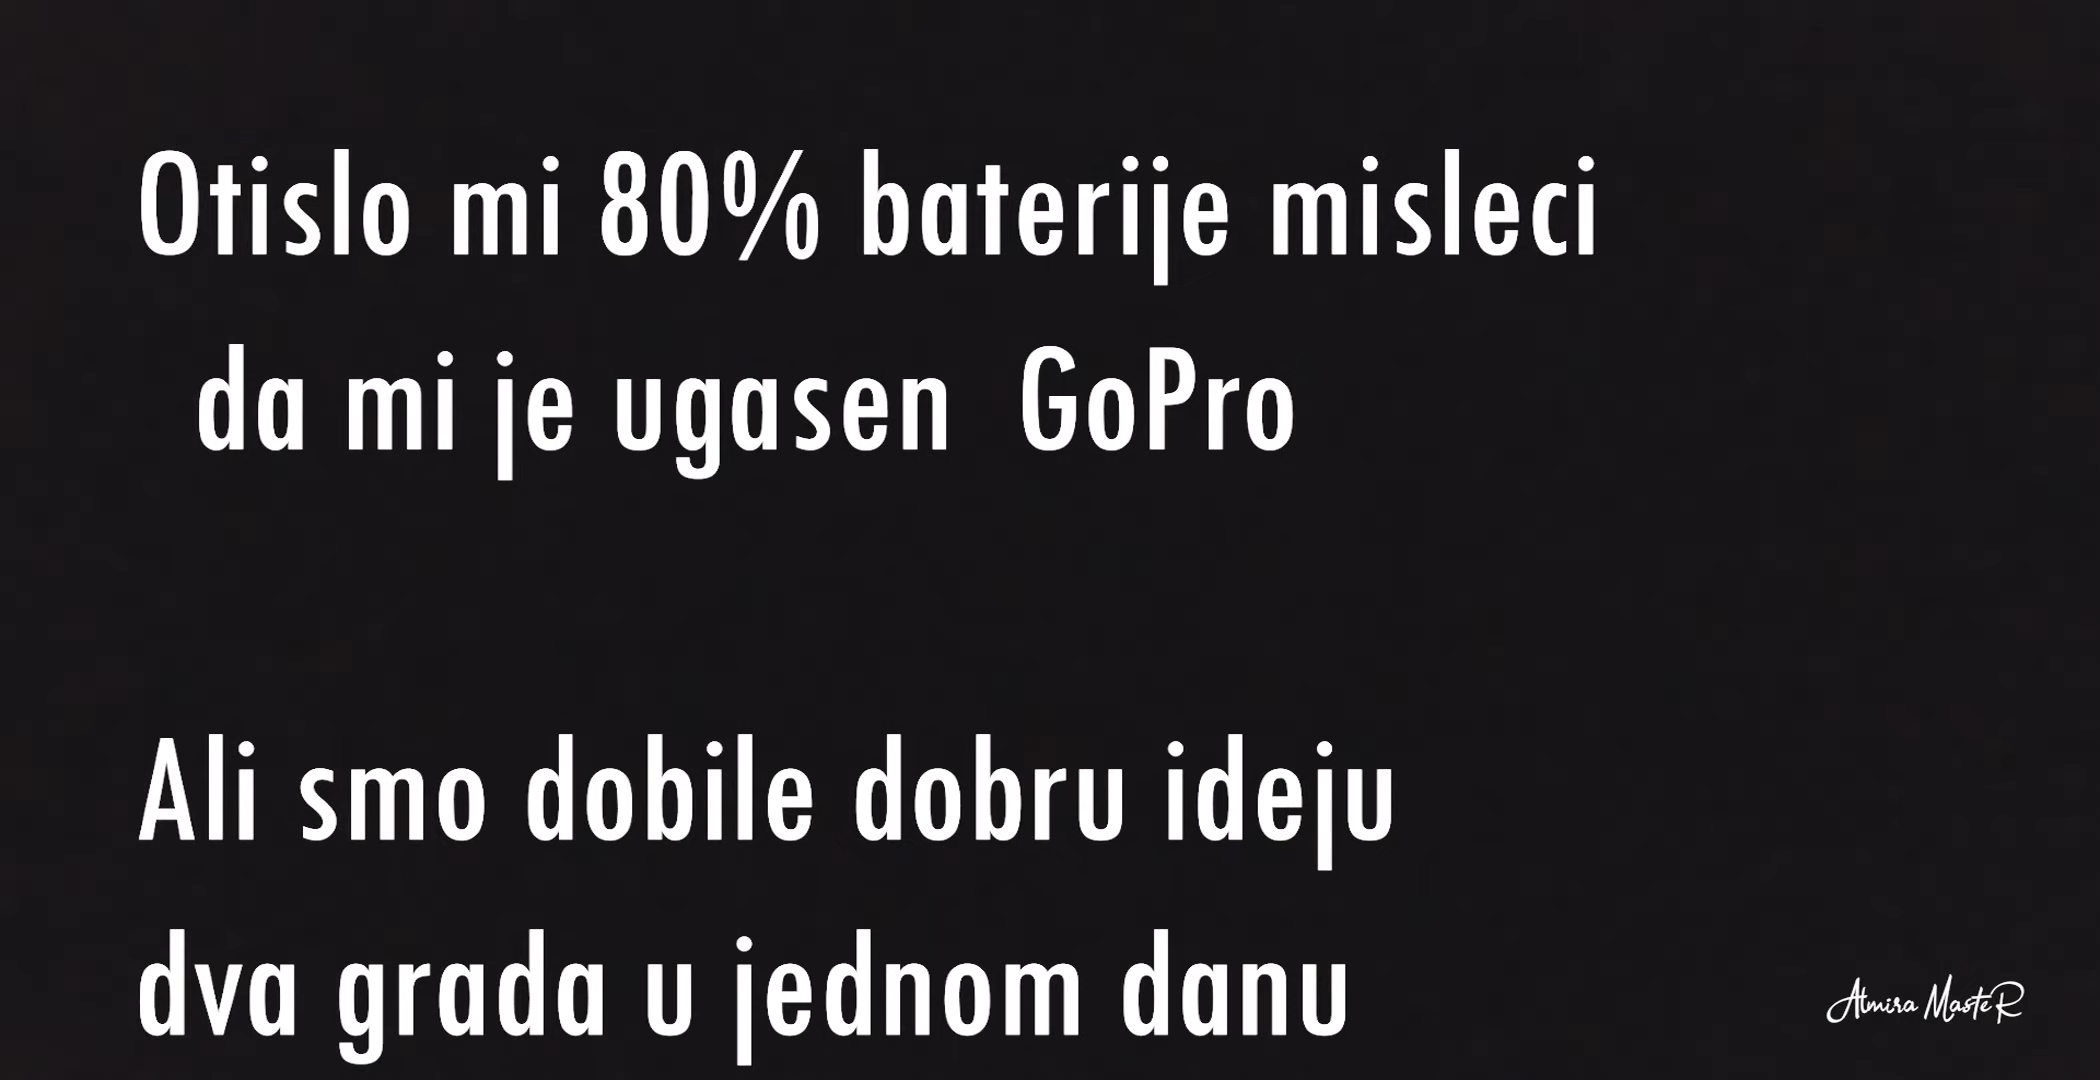 Otislo mi 80% baterije misleci
da mi je ugasen GoPro
Ali smo dobile dobru ideju
dva grada u jednom danu
Almira MasteR